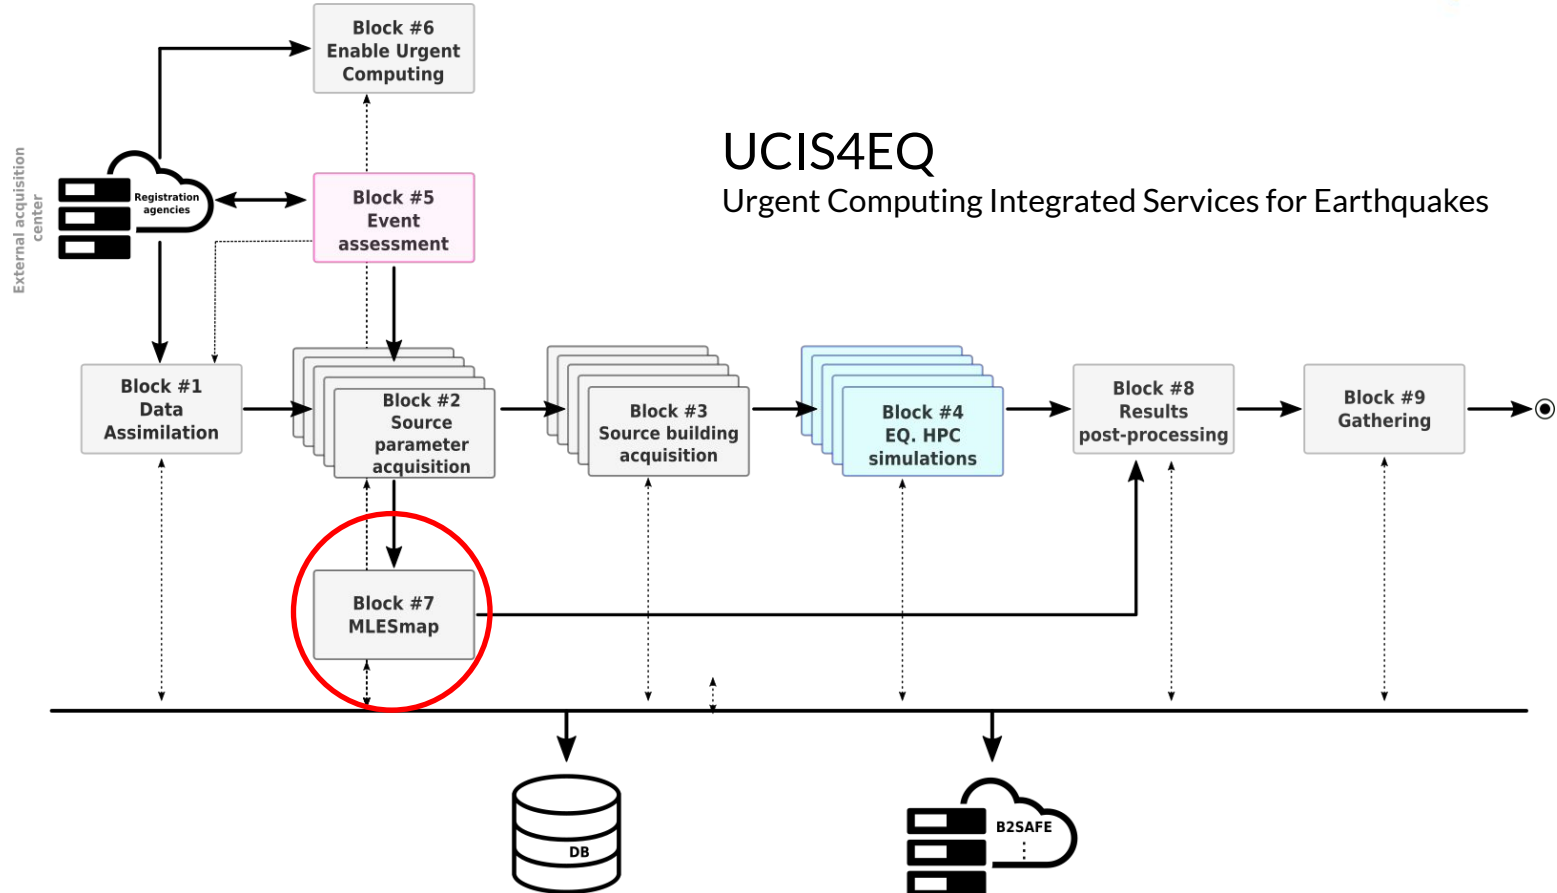 Block #6
Enable Urgent
Computing
UCIS4EQ
Urgent Computing Integrated Services for Earthquakes
External acquisition
center
Registration
agencies
Block #5
Event
assessment
Block #1
Data
Assimilation
Block #2
Source
parameter
acquisition
Block #3
Source building
acquisition
Block #4
EQ. HPC
simulations
Block #8
Results
post-processing
Block #9
Gathering
Block #7
MLESmap
DB
B2SAFE